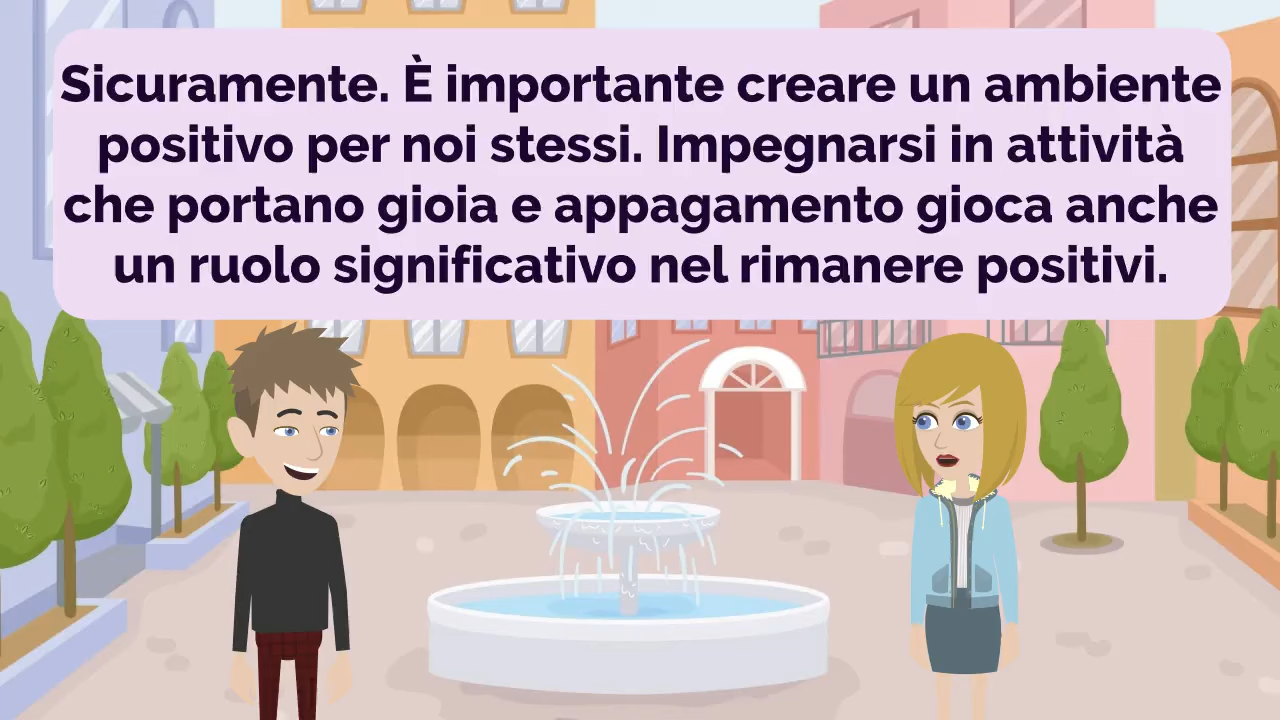 Sicuramente. È importante creare un ambiente
positivo per noi stessi. Impegnarsi in attività
che portano gioia e appagamento gioca anche
un ruolo significativo nel rimanere positivi.